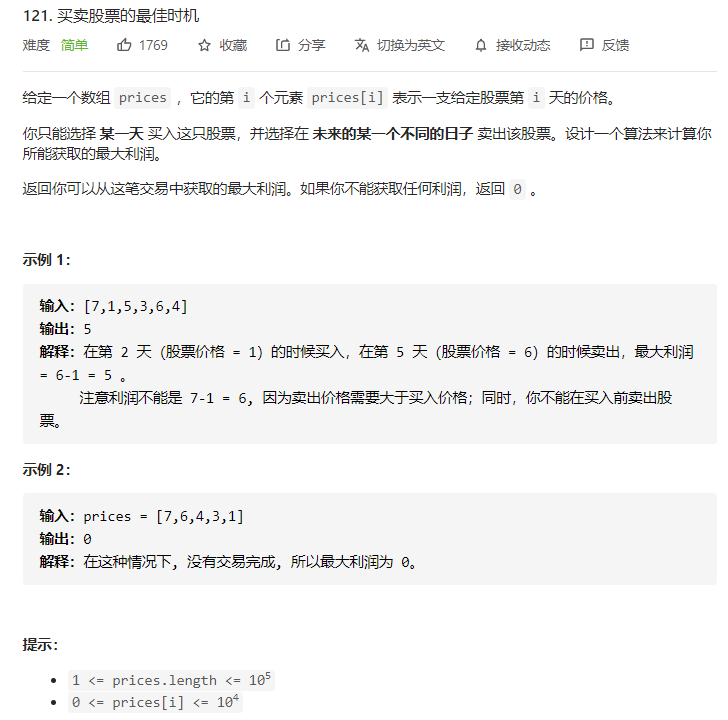 121. 买卖股票的最佳时机
难度 简单 1769 收藏 分享 切换为英文 接收动态 反馈
给定一个数组 prices ，它的第 i 个元素 prices[i] 表示一支给定股票第 i 天的价格。
你只能选择 某一天 买入这只股票，并选择在 未来的某一个不同的日子 卖出该股票。设计一个算法来计算你
所能获取的最大利润。
返回你可以从这笔交易中获取的最大利润。如果你不能获取任何利润，返回 0 。
示例 1：
输入：[7,1,5,3,6,4]
输出：5
解释：在第 2 天（股票价格 = 1）的时候买入，在第 5 天（股票价格 = 6）的时候卖出，最大利润
= 6-1 = 5 。
注意利润不能是 7-1 = 6, 因为卖出价格需要大于买入价格；同时，你不能在买入前卖出股
票。
示例 2：
输入：prices = [7,6,4,3,1]
输出：0
解释：在这种情况下, 没有交易完成, 所以最大利润为 0。
提示：
• 1 <= prices.length <= 10⁵
• 0 <= prices[i] <= 10⁴